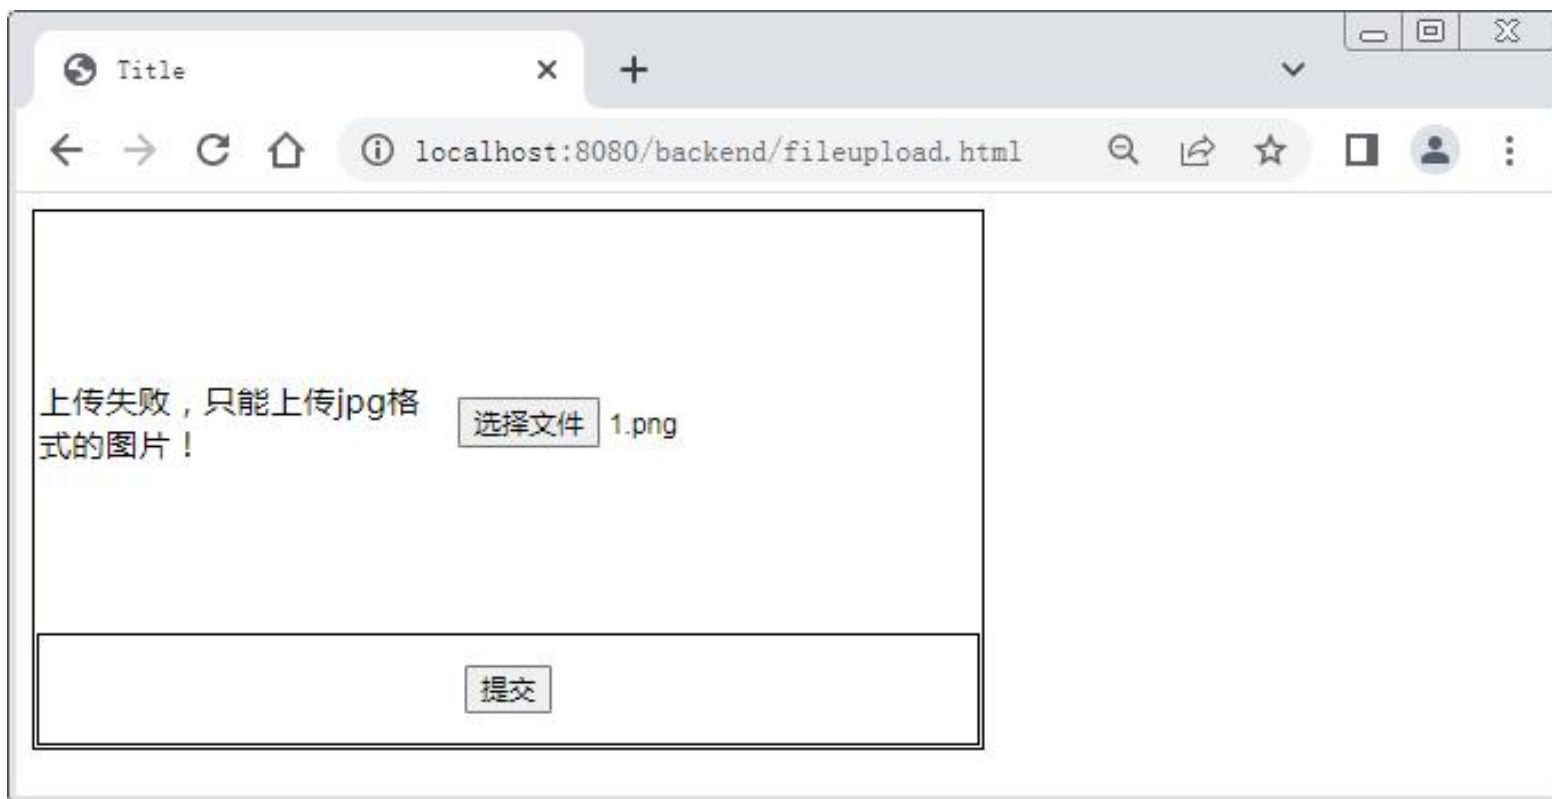 Title
localhost:8080/backend/fileupload.html
上传失败，只能上传jpg格
式的图片！
选择文件 1.png
提交